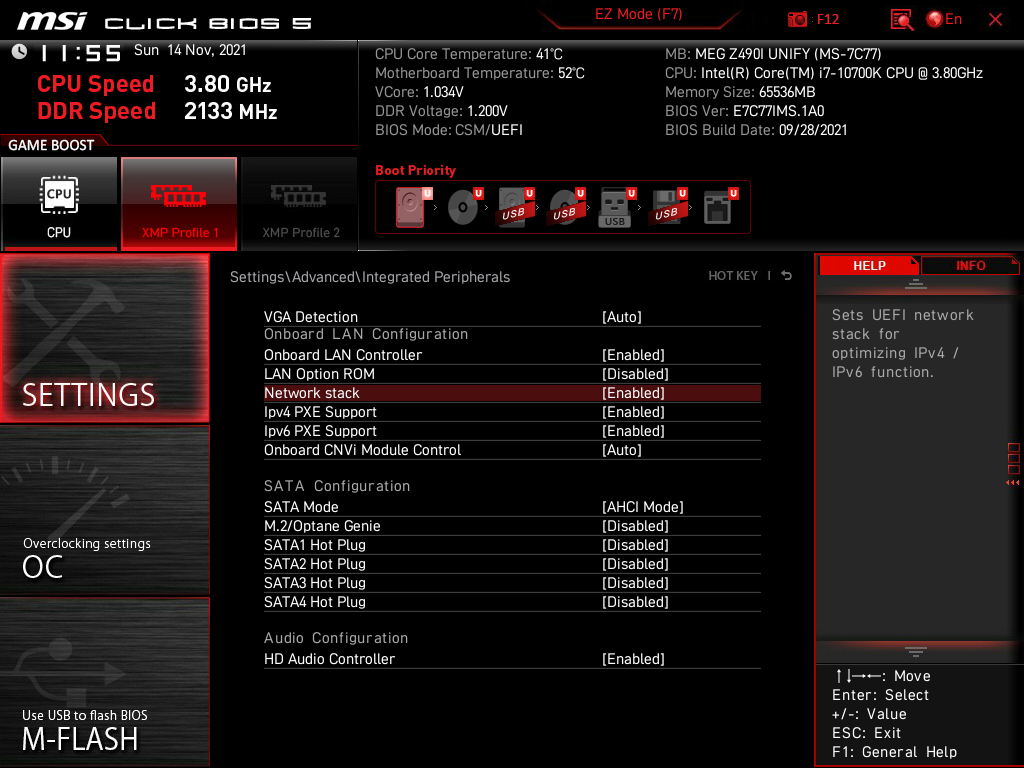 msi CLICK BIOS 5
EZ Mode (F7)
: F12
En
11:55 Sun 14 Nov, 2021
CPU Speed 3.80 GHz
DDR Speed 2133 MHz
CPU Core Temperature: 41°C
Motherboard Temperature: 52°C
VCore: 1.034V
DDR Voltage: 1.200V
BIOS Mode: CSM/UEFI
MB: MEG Z490I UNIFY (MS-7C77)
CPU: Intel(R) Core(TM) i7-10700K CPU @ 3.80GHz
Memory Size: 65536MB
BIOS Ver: E7C77IMS.1A0
BIOS Build Date: 09/28/2021
GAME BOOST
CPU
CPU
XMP Profile 1
XMP Profile 2
Boot Priority
U U U U U U U
USB USB USB USB
SETTINGS
Overclocking settings
OC
Use USB to flash BIOS
M-FLASH
Settings\Advanced\Integrated Peripherals
HOT KEY |
VGA Detection [Auto]
Onboard LAN Configuration
Onboard LAN Controller [Enabled]
LAN Option ROM [Disabled]
Network stack [Enabled]
Ipv4 PXE Support [Enabled]
Ipv6 PXE Support [Enabled]
Onboard CNVi Module Control [Auto]
SATA Configuration
SATA Mode [AHCI Mode]
M.2/Optane Genie [Disabled]
SATA1 Hot Plug [Disabled]
SATA2 Hot Plug [Disabled]
SATA3 Hot Plug [Disabled]
SATA4 Hot Plug [Disabled]
Audio Configuration
HD Audio Controller [Enabled]
HELP
INFO
Sets UEFI network
stack for
optimizing IPv4 /
IPv6 function.
↑↓→←: Move
Enter: Select
+/-: Value
ESC: Exit
F1: General Help